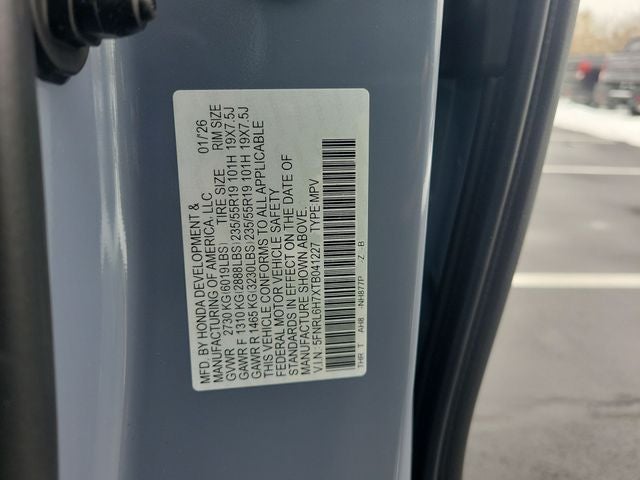 MFD. BY HONDA DEVELOPMENT &
MANUFACTURING OF AMERICA, LLC 01/26
GVWR 2730 KG(6019LBS) TIRE SIZE RIM SIZE
GAWR F 1310 KG(2888LBS) 235/55R19 101H 19X7.5J
GAWR R 1465 KG(3230LBS) 235/55R19 101H 19X7.5J
THIS VEHICLE CONFORMS TO ALL APPLICABLE
FEDERAL MOTOR VEHICLE SAFETY
STANDARDS IN EFFECT ON THE DATE OF
MANUFACTURE SHOWN ABOVE.
V.I.N.: 5FNRL6H7XTB041227 TYPE:MPV
THR T AH8 -NH877P Z B